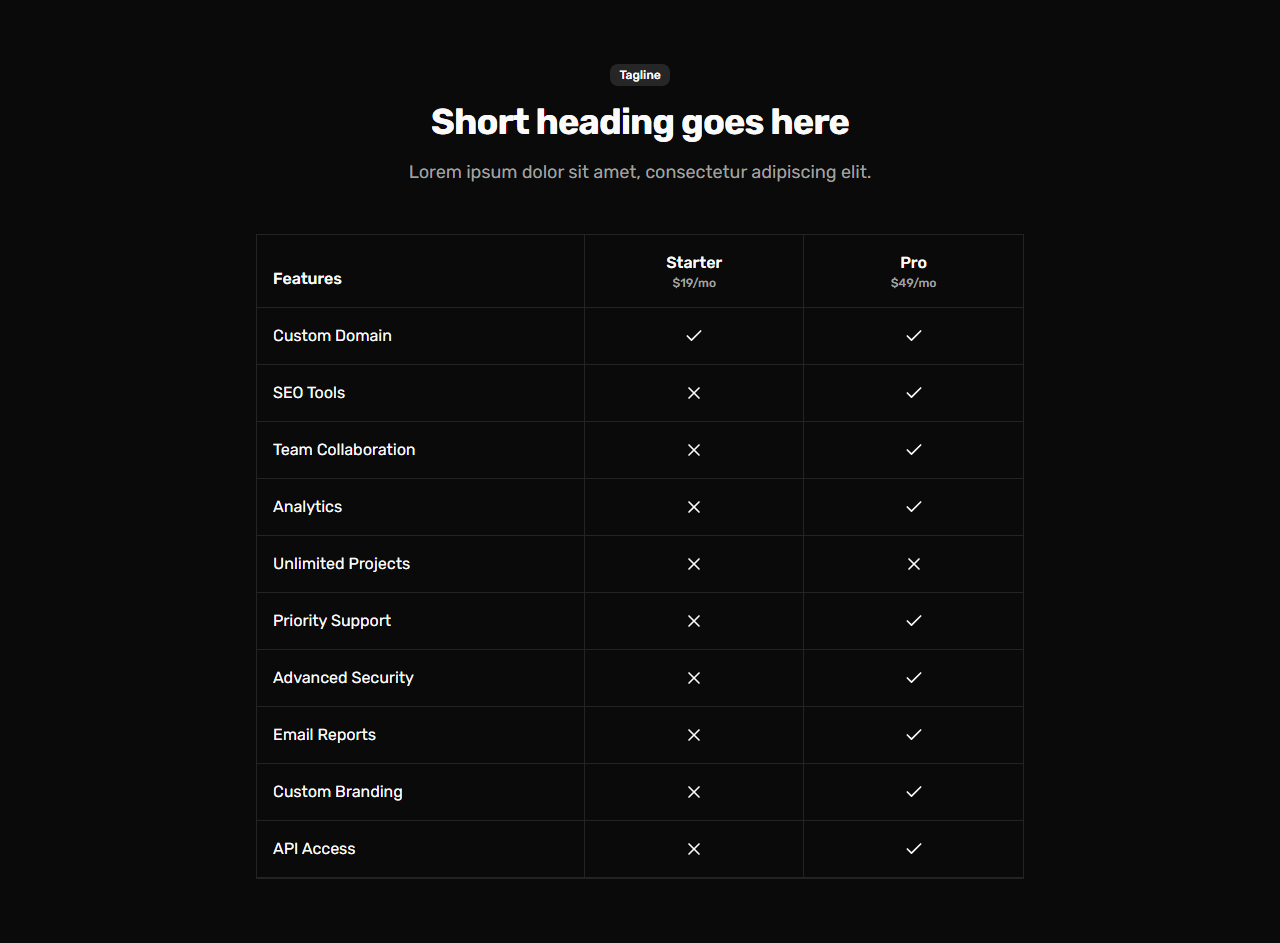 Tagline
Short heading goes here
Lorem ipsum dolor sit amet, consectetur adipiscing elit.
Features Starter Pro
$19/mo $49/mo
Custom Domain
SEO Tools
Team Collaboration
Analytics
Unlimited Projects
Priority Support
Advanced Security
Email Reports
Custom Branding
API Access